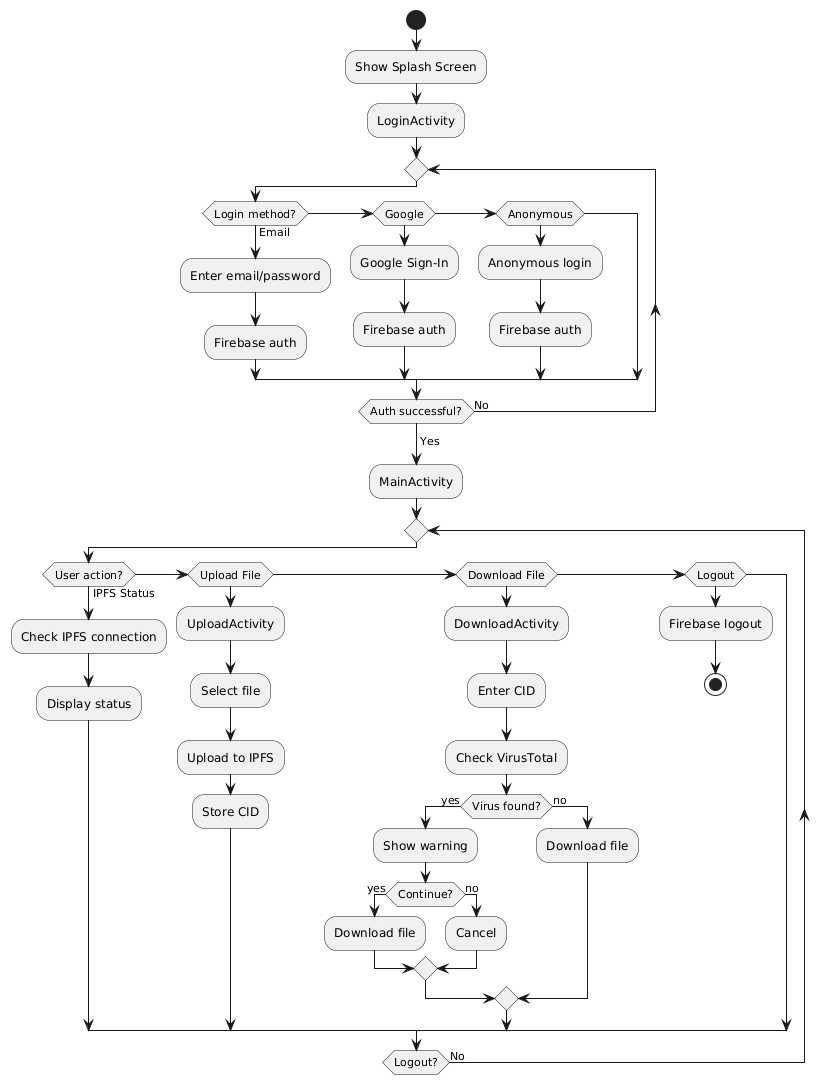 Show Splash Screen
LoginActivity
Login method?
Google
Anonymous
Email
Enter email/password
Google Sign-In
Anonymous login
Firebase auth
Firebase auth
Firebase auth
Auth successful?
No
Yes
MainActivity
User action?
Upload File
Download File
Logout
IPFS Status
Check IPFS connection
UploadActivity
DownloadActivity
Firebase logout
Display status
Select file
Enter CID
Upload to IPFS
Check VirusTotal
Store CID
yes
Virus found?
no
Show warning
Download file
yes
Continue?
no
Download file
Cancel
Logout?
No